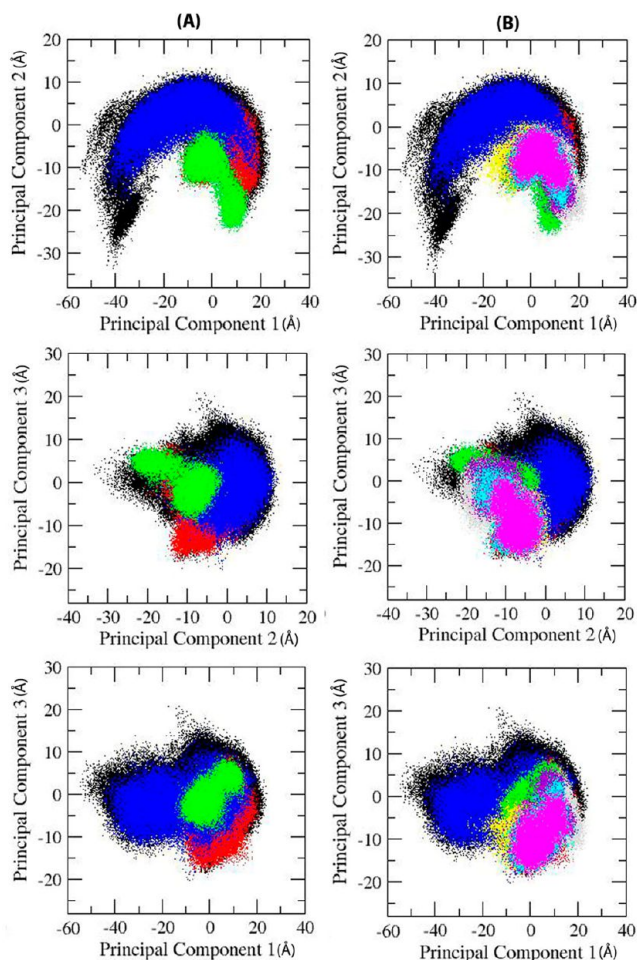 (A)
(B)
20
10
0
-10
-20
-30
Principal Component 2 (Å)
-60 -40 -20 0 20 40
Principal Component 1 (Å)
20
10
0
-10
-20
-30
Principal Component 2 (Å)
-60 -40 -20 0 20 40
Principal Component 1 (Å)
30
20
10
0
-10
-20
Principal Component 3 (Å)
-40 -30 -20 -10 0 10 20
Principal Component 2 (Å)
30
20
10
0
-10
-20
Principal Component 3 (Å)
-40 -30 -20 -10 0 10 20
Principal Component 2 (Å)
30
20
10
0
-10
-20
Principal Component 3 (Å)
-60 -40 -20 0 20 40
Principal Component 1 (Å)
30
20
10
0
-10
-20
Principal Component 3 (Å)
-60 -40 -20 0 20 40
Principal Component 1 (Å)